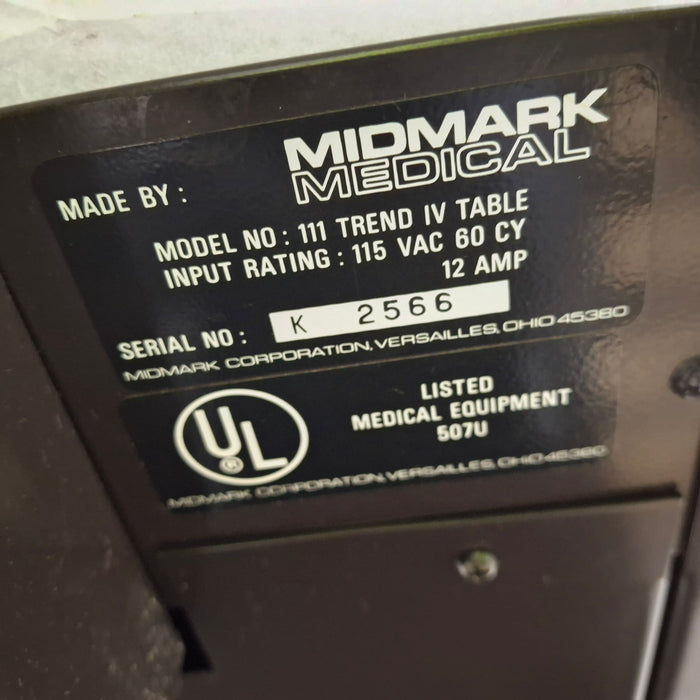 MIDMARK
MEDICAL
MADE BY :
MODEL NO : 111 TREND IV TABLE
INPUT RATING : 115 VAC 60 CY
12 AMP
SERIAL NO : K 2566
MIDMARK CORPORATION, VERSAILLES, OHIO 45380
UL®
LISTED
MEDICAL EQUIPMENT
507U
MIDMARK CORPORATION, VERSAILLES, OHIO 45380